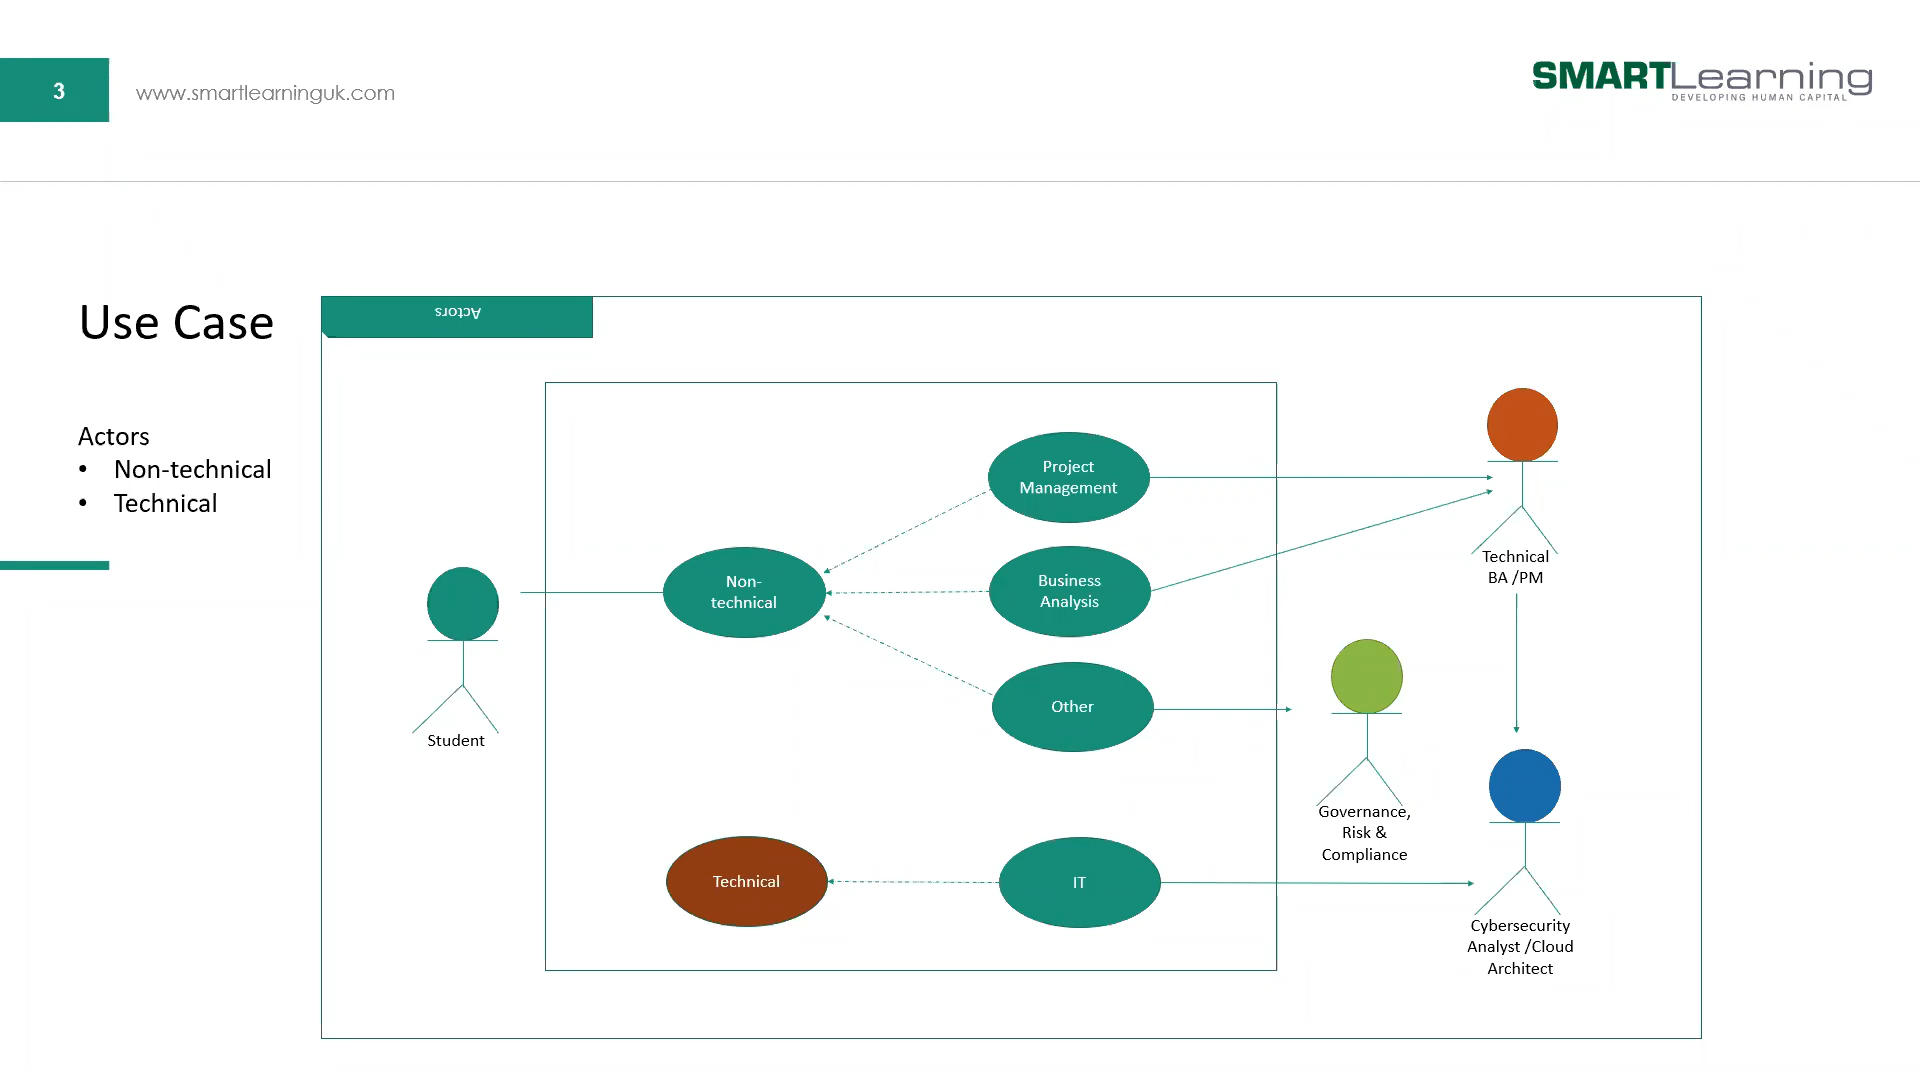 3
www.smartlearninguk.com
SMARTLearning
DEVELOPING HUMAN CAPITAL
Use Case
Actors
• Non-technical
• Technical
Actors
Project
Management
Non-
technical
Business
Analysis
Other
Technical
IT
Student
Technical
BA /PM
Governance,
Risk &
Compliance
Cybersecurity
Analyst /Cloud
Architect